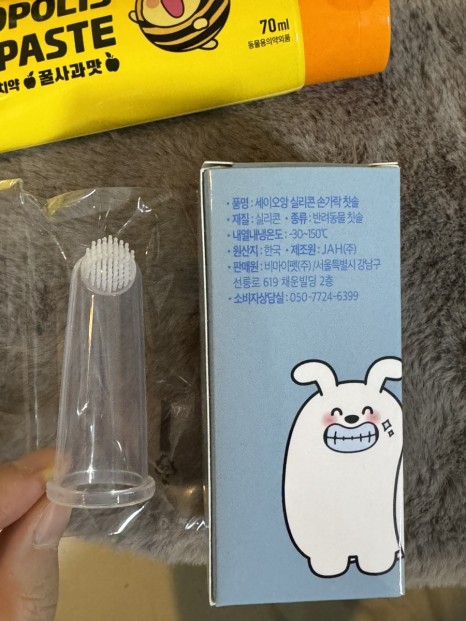 OPOLIS
PASTE
치약 꿀사과맛
70ml
동물용의약외품
• 품명 : 세이오앙 실리콘 손가락 칫솔
• 재질 : 실리콘 • 종류 : 반려동물 칫솔
• 내열내냉온도 : -30~150℃
• 원산지 : 한국 • 제조원 : JAH(주)
• 판매원 : 비마이펫(주)/서울특별시 강남구
선릉로 619 채운빌딩 2층
• 소비자상담실 : 050-7724-6399